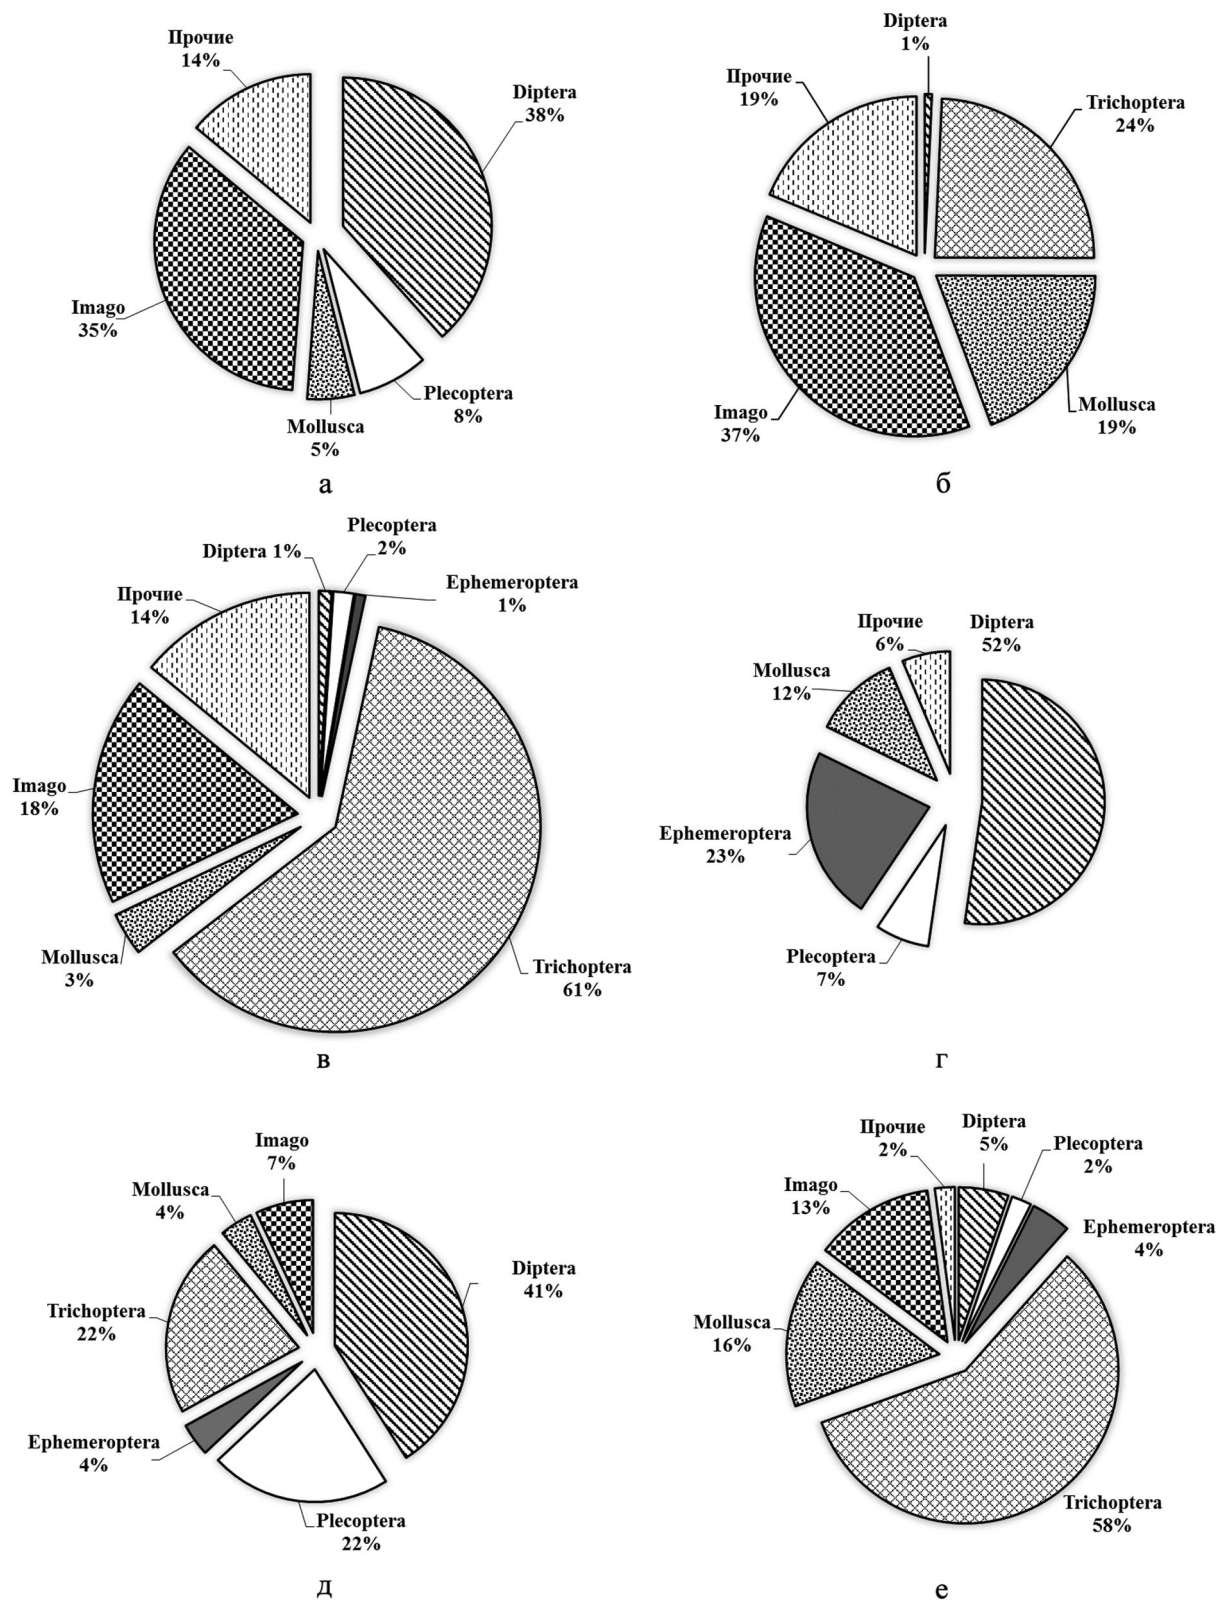 Прочие
14%
Diptera
38%
Imago
35%
Plecoptera
8%
Mollusca
5%
а
Diptera
1%
Прочие
19%
Trichoptera
24%
Imago
37%
Mollusca
19%
б
Plecoptera
2%
Diptera 1%
Ephemeroptera
1%
Прочие
14%
Imago
18%
Mollusca
3%
Trichoptera
61%
в
Прочие
6%
Diptera
52%
Mollusca
12%
Ephemeroptera
23%
Plecoptera
7%
г
Imago
7%
Mollusca
4%
Diptera
41%
Trichoptera
22%
Ephemeroptera
4%
Plecoptera
22%
д
Прочие
2%
Diptera
5%
Plecoptera
2%
Imago
13%
Ephemeroptera
4%
Mollusca
16%
Trichoptera
58%
е